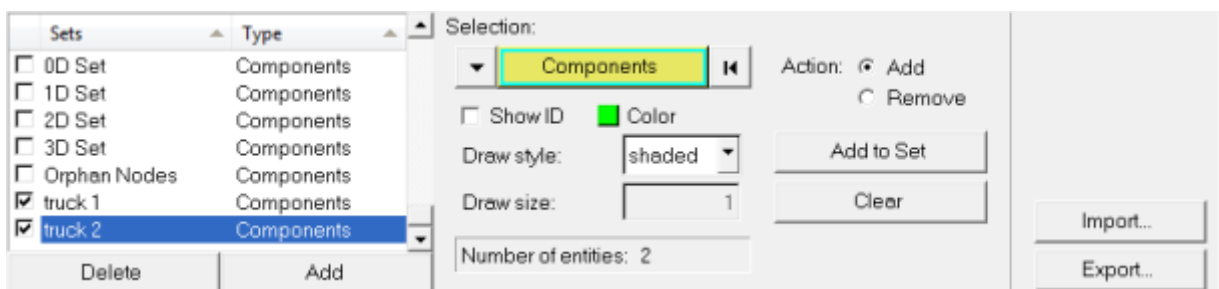 Sets Type
0D Set Components
1D Set Components
2D Set Components
3D Set Components
Orphan Nodes Components
truck 1 Components
truck 2 Components
Delete Add
Selection:
Components
Show ID Color
Draw style: shaded
Draw size: 1
Number of entities: 2
Action: Add
Remove
Add to Set
Clear
Import...
Export...